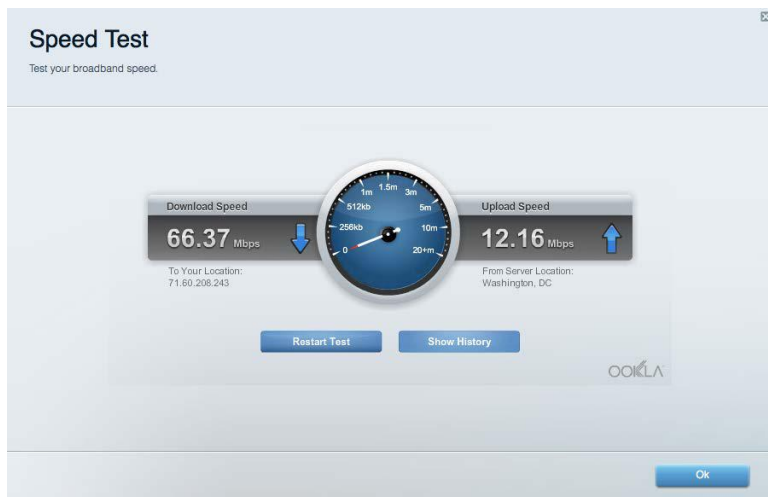 Speed Test
Test your broadband speed.
Download Speed
66.37 Mbps
To Your Location:
71.60.208.243
0
256kb
512kb
1m
1.5m
3m
5m
10m
20+m
Upload Speed
12.16 Mbps
From Server Location:
Washington, DC
Restart Test
Show History
OOKLA
Ok